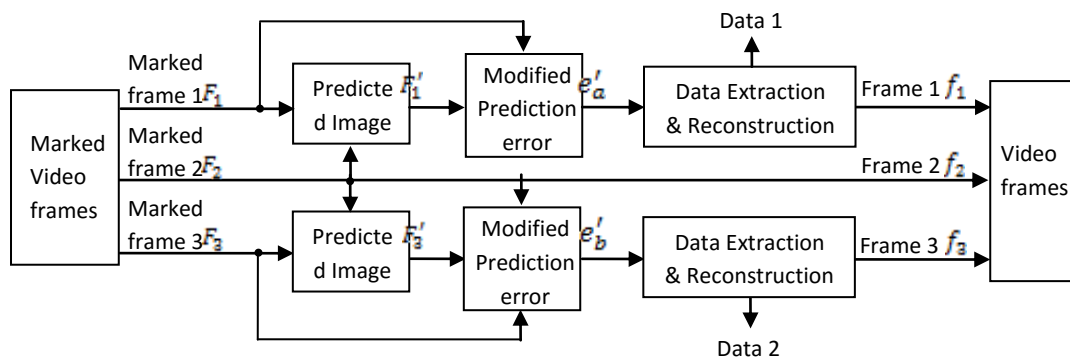 Data 1
Marked
frame 1 F₁
Predicte
d Image
F₁′
Modified
Prediction
error
e′ₐ
Data Extraction
& Reconstruction
Frame 1 f₁
Marked
Video
frames
Marked
frame 2 F₂
Frame 2 f₂
Video
frames
Marked
frame 3 F₃
Predicte
d Image
F₃′
Modified
Prediction
error
e′_b
Data Extraction
& Reconstruction
Frame 3 f₃
Data 2